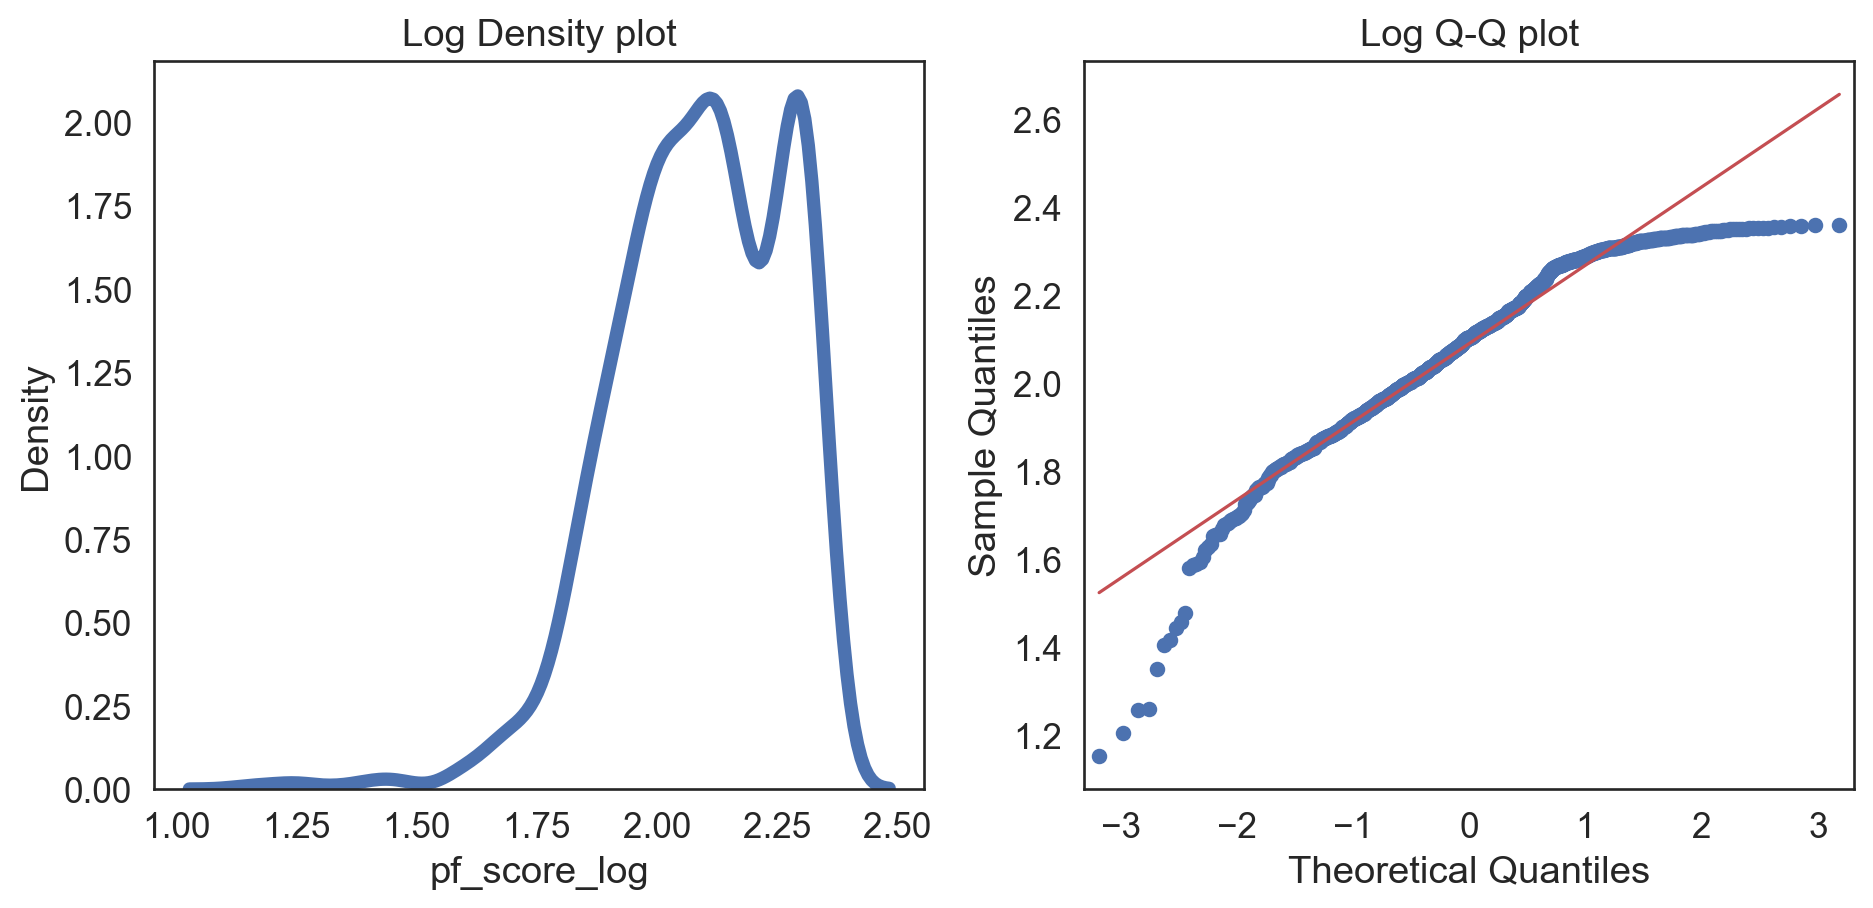 Log Density plot
2.00
1.75
1.50
1.25
1.00
0.75
0.50
0.25
0.00
Density
1.00 1.25 1.50 1.75 2.00 2.25 2.50
pf_score_log
Log Q-Q plot
2.6
2.4
2.2
2.0
1.8
1.6
1.4
1.2
Sample Quantiles
−3 −2 −1 0 1 2 3
Theoretical Quantiles